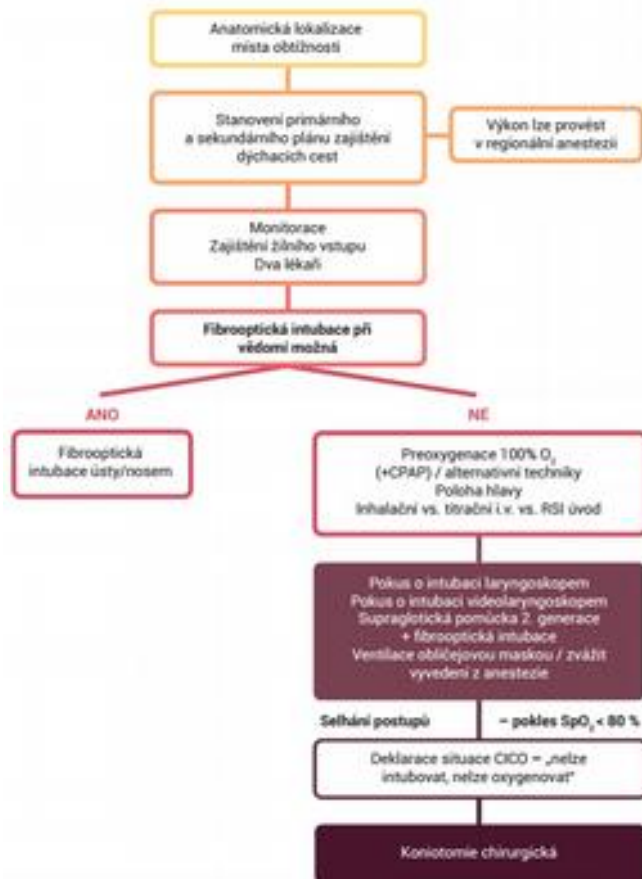 Anatomická lokalizace
místa obtížnosti
Stanovení primárního
a sekundárního plánu zajištění
dýchacích cest
Výkon lze provést
v regionální anestezii
Monitorace
Zajištění žilního vstupu
Dva lékaři
Fibrooptická intubace při
vědomí možná
ANO
NE
Fibrooptická
intubace ústy/nosem
Preoxygenace 100% O₂
(+CPAP) / alternativní techniky
Poloha hlavy
Inhalační vs. titrační i.v. vs. RSI úvod
Pokus o intubaci laryngoskopem
Pokus o intubaci videolaryngoskopem
Supraglotická pomůcka 2. generace
+ fibrooptická intubace
Ventilace obličejovou maskou / zvážit
vyvedení z anestezie
Selhání postupů – pokles SpO₂ < 80 %
Deklarace situace CICO = „nelze
intubovat, nelze oxygenovat“
Koniotomie chirurgická